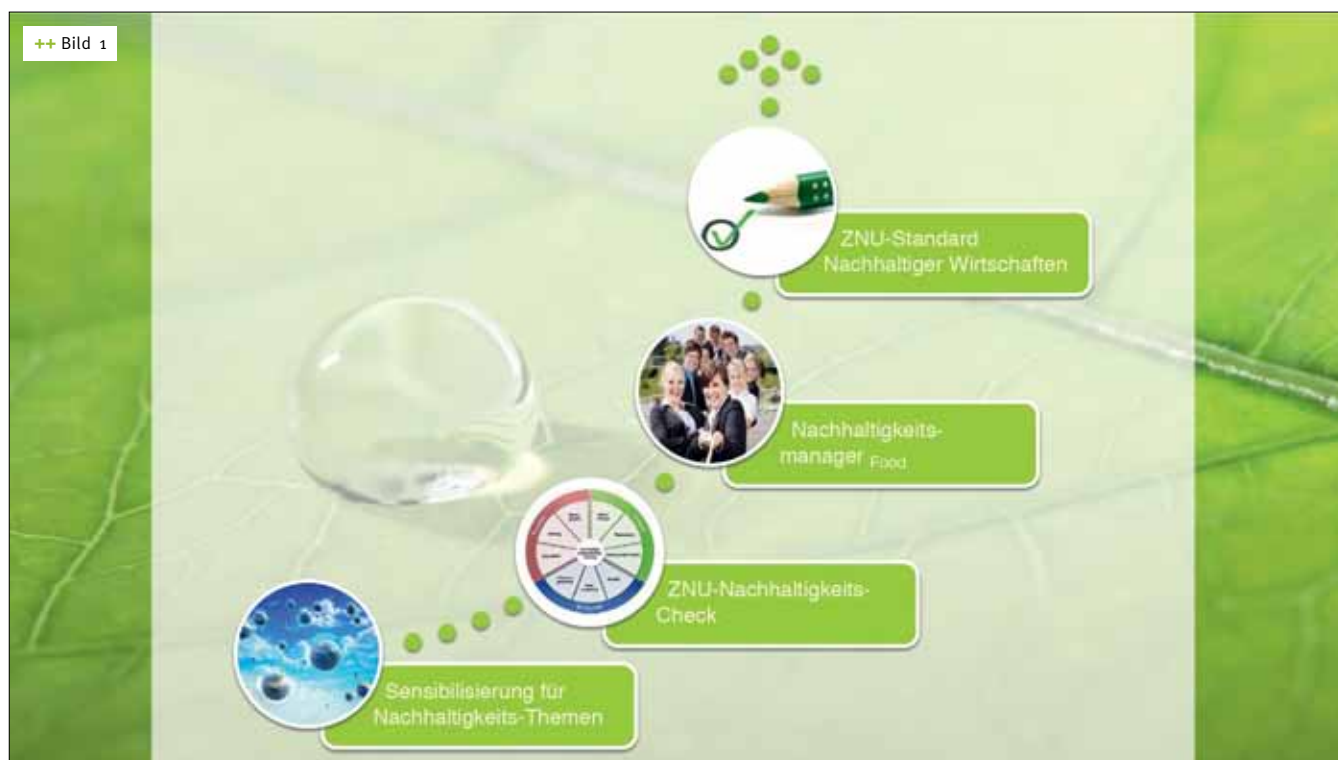 ++ Bild 1
ZNU-Standard
Nachhaltiger Wirtschaften
Nachhaltigkeits-
manager Food
ZNU-Nachhaltigkeits-
Check
Sensibilisierung für
Nachhaltigkeits-Themen